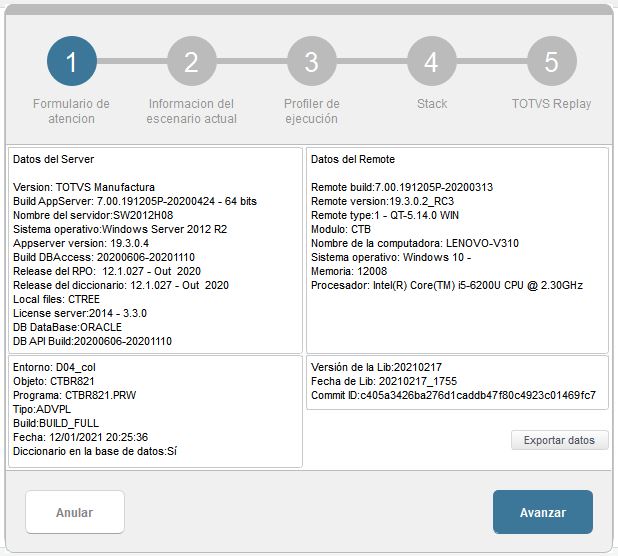 1
2
3
4
5
Formulario de
atencion
Informacion del
escenario actual
Profiler de
ejecución
Stack
TOTVS Replay
Datos del Server
Version: TOTVS Manufactura
Build AppServer: 7.00.191205P-20200424 - 64 bits
Nombre del servidor:SW2012H08
Sistema operativo:Windows Server 2012 R2
Appserver version: 19.3.0.4
Build DBAccess: 20200606-20201110
Release del RPO:  12.1.027 - Out  2020
Release del diccionario: 12.1.027 - Out  2020
Local files: CTREE
License server:2014 - 3.3.0
DB DataBase:ORACLE
DB API Build:20200606-20201110
Datos del Remote
Remote build:7.00.191205P-20200313
Remote version:19.3.0.2_RC3
Remote type:1 - QT-5.14.0 WIN
Modulo: CTB
Nombre de la computadora: LENOVO-V310
Sistema operativo: Windows 10 -
Memoria: 12008
Procesador: Intel(R) Core(TM) i5-6200U CPU @ 2.30GHz
Entorno: D04_col
Objeto: CTBR821
Programa: CTBR821.PRW
Tipo:ADVPL
Build:BUILD_FULL
Fecha: 12/01/2021 20:25:36
Diccionario en la base de datos:Sí
Versión de la Lib:20210217
Fecha de Lib: 20210217_1755
Commit ID:c405a3426ba276d1caddb47f80c4923c01469fc7
Exportar datos
Anular
Avanzar